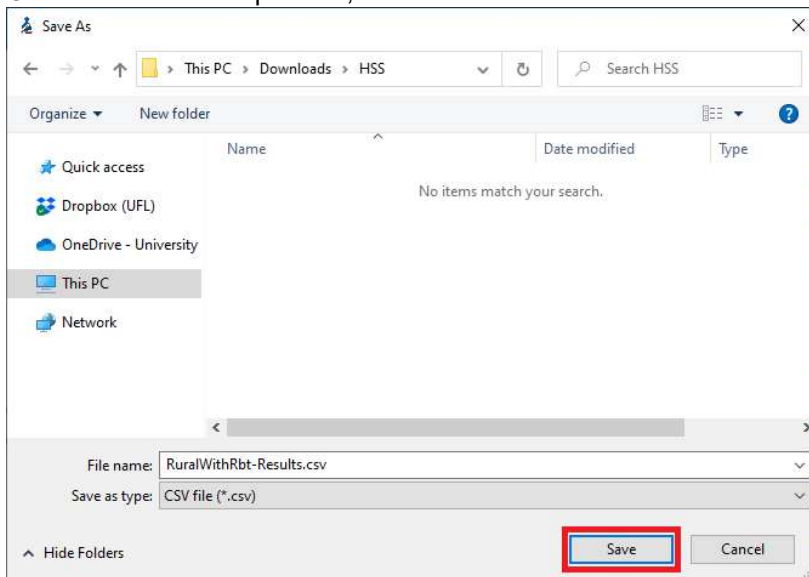 Save As
This PC > Downloads > HSS
Search HSS
Organize
New folder
Name
Date modified
Type
No items match your search.
Quick access
Dropbox (UFL)
OneDrive - University
This PC
Network
File name: RuralWithRbt-Results.csv
Save as type: CSV file (*.csv)
Hide Folders
Save
Cancel